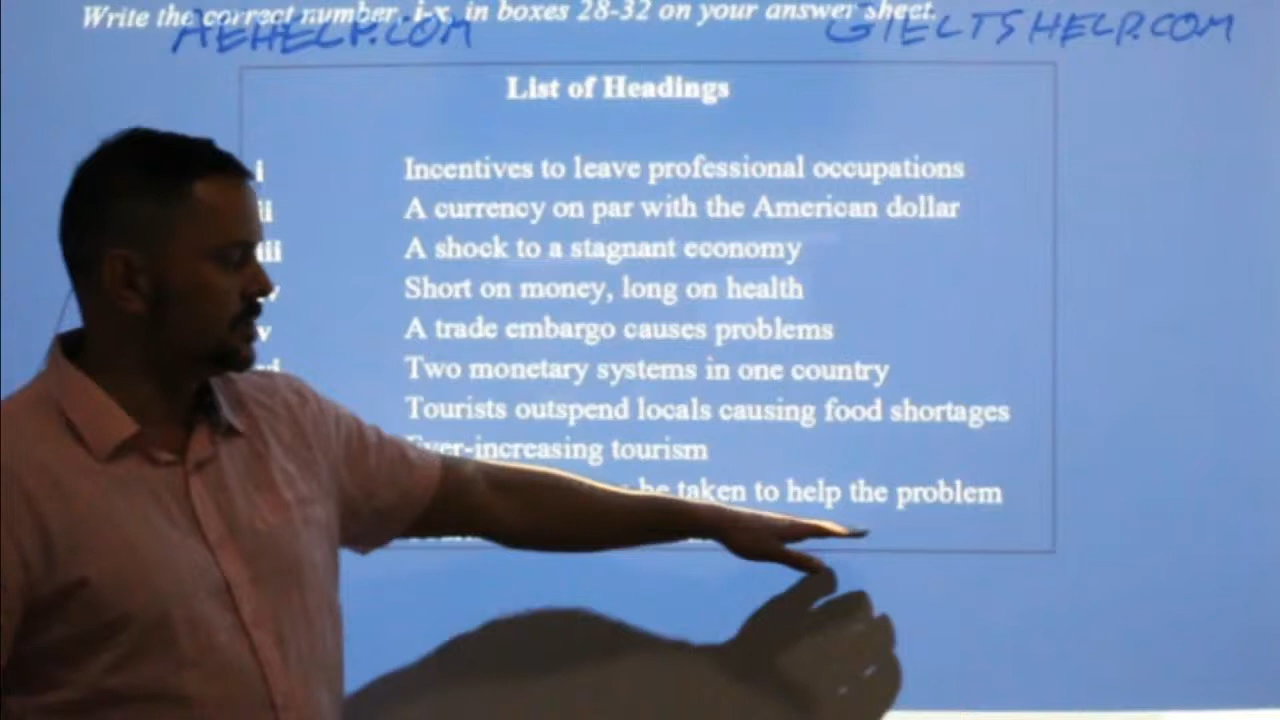 Write the correct number, i-x, in boxes 28-32 on your answer sheet.
AEHELP.COM
GIELTSHELP.COM
List of Headings
i Incentives to leave professional occupations
ii A currency on par with the American dollar
iii A shock to a stagnant economy
Short on money, long on health
v A trade embargo causes problems
Two monetary systems in one country
Tourists outspend locals causing food shortages
Ever-increasing tourism
be taken to help the problem